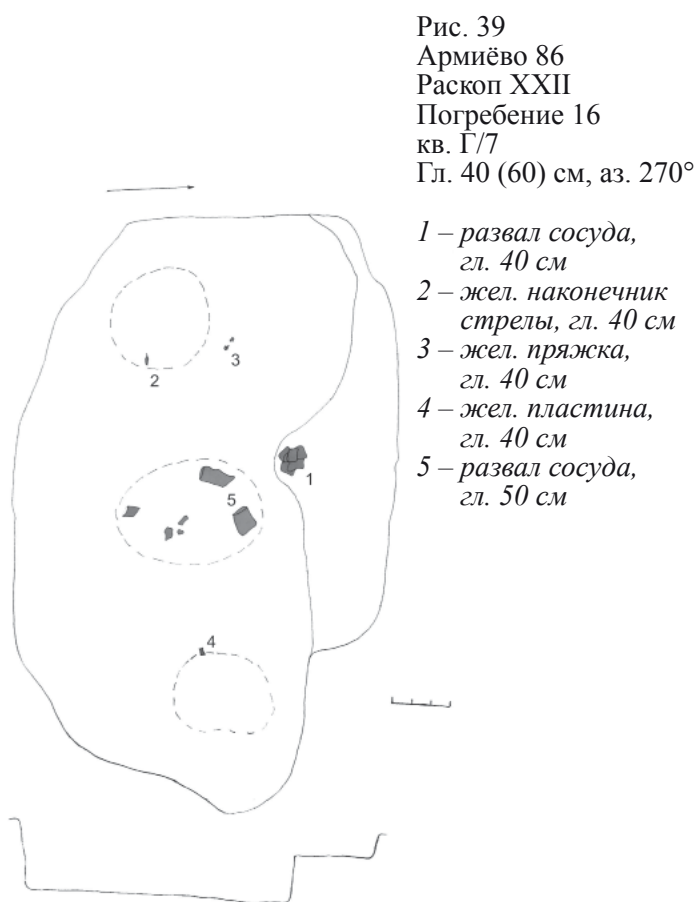 Рис. 39
Армиёво 86
Раскоп XXII
Погребение 16
кв. Г/7
Гл. 40 (60) см, аз. 270°
1 – развал сосуда,
гл. 40 см
2 – жел. наконечник
стрелы, гл. 40 см
3 – жел. пряжка,
гл. 40 см
4 – жел. пластина,
гл. 40 см
5 – развал сосуда,
гл. 50 см
2
3
1
5
4